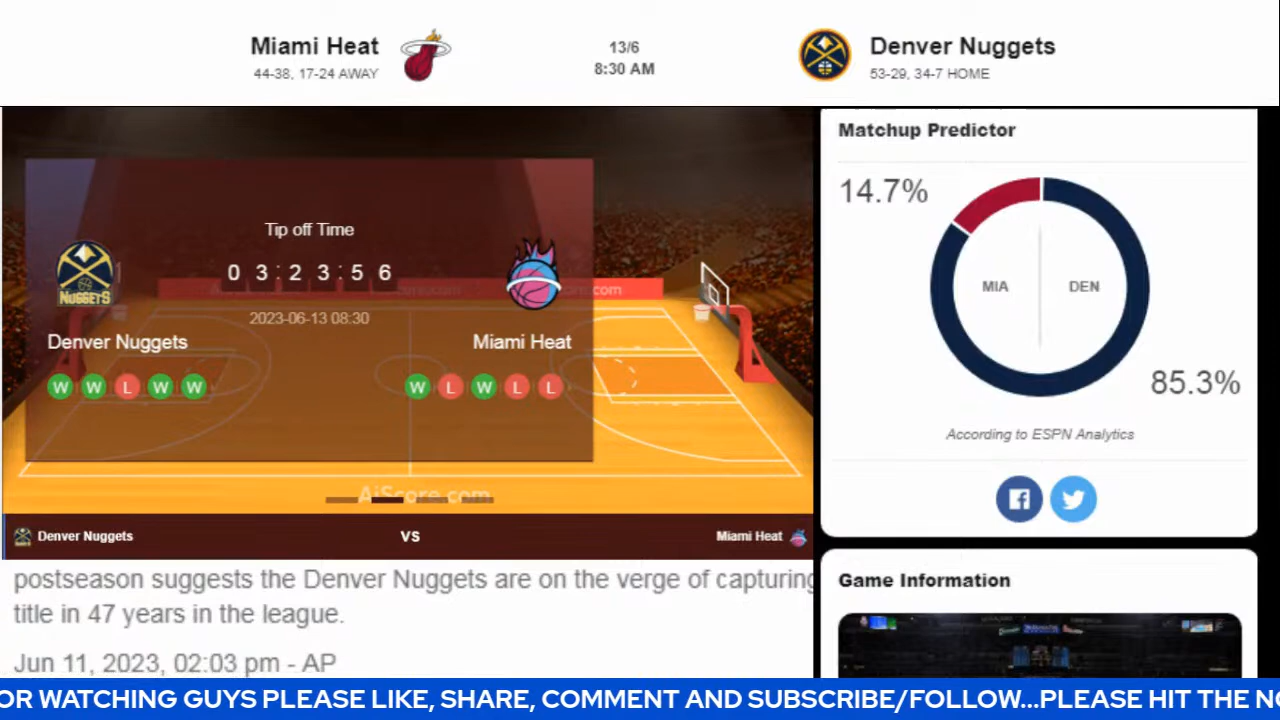 Miami Heat
44-38, 17-24 AWAY
13/6
8:30 AM
Denver Nuggets
53-29, 34-7 HOME
Tip off Time
0 3 : 2 3 : 5 6
2023-06-13 08:30
NUGGETS
Denver Nuggets
Miami Heat
W W L W W
W L W L L
AiScore.com
Denver Nuggets
VS
Miami Heat
postseason suggests the Denver Nuggets are on the verge of capturing
title in 47 years in the league.
Jun 11, 2023, 02:03 pm - AP
Matchup Predictor
14.7%
MIA
DEN
85.3%
According to ESPN Analytics
Game Information
OR WATCHING GUYS PLEASE LIKE, SHARE, COMMENT AND SUBSCRIBE/FOLLOW...PLEASE HIT THE NO